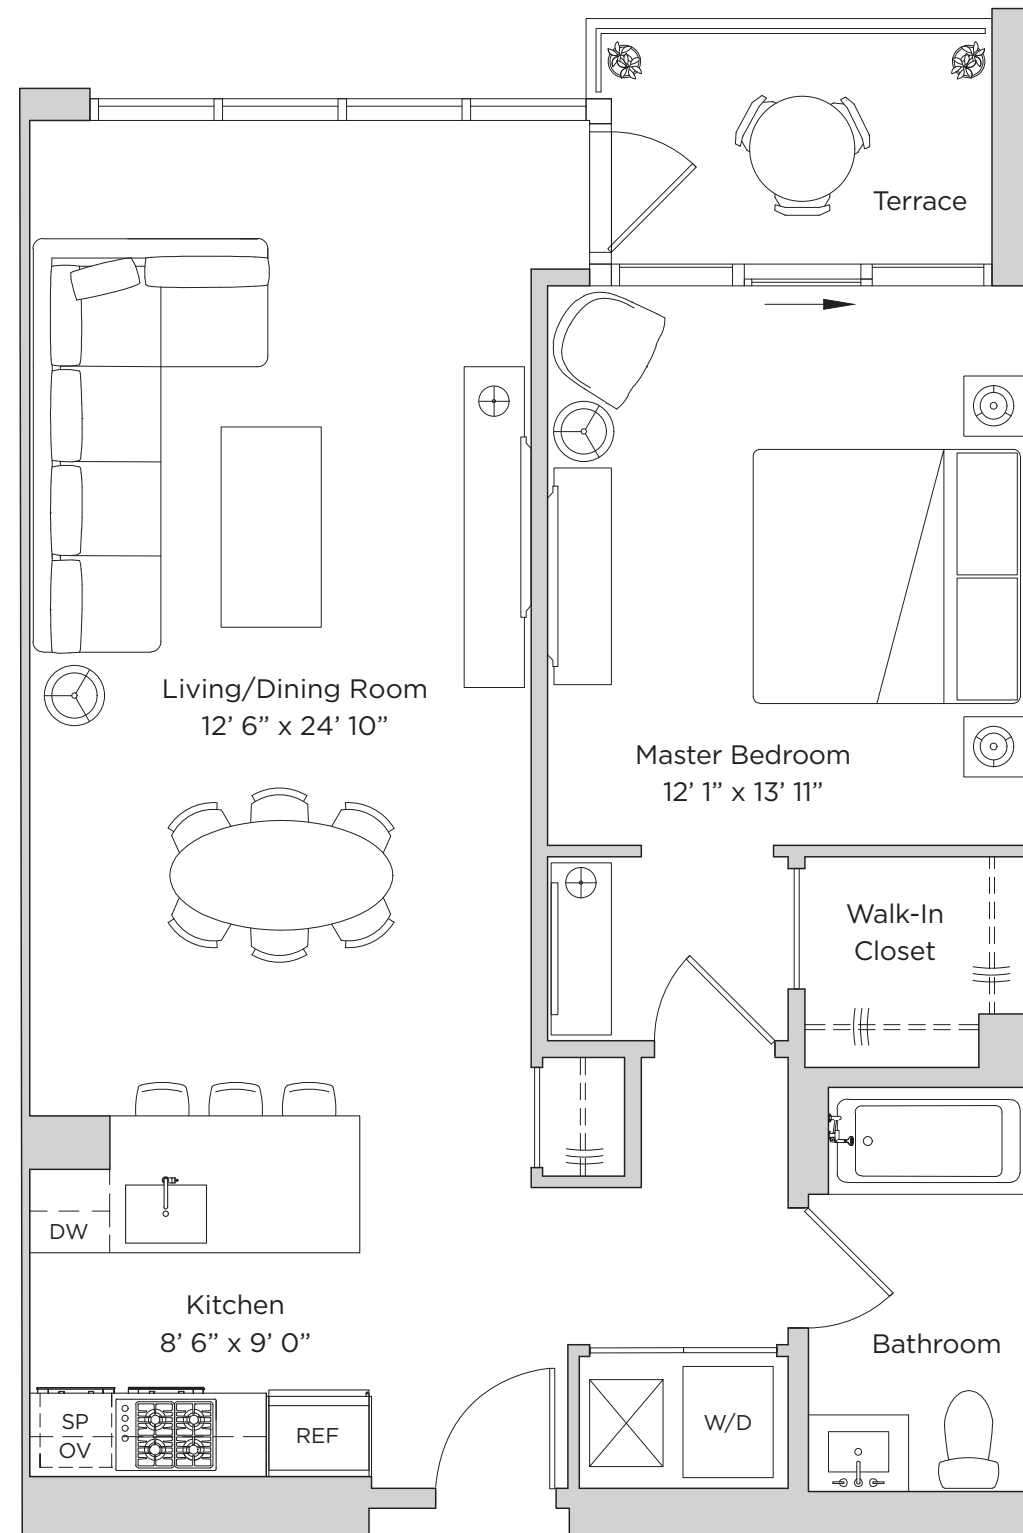 Terrace
Living/Dining Room
12’ 6” x 24’ 10”
Master Bedroom
12’ 1” x 13’ 11”
Walk-In
Closet
DW
Kitchen
8’ 6” x 9’ 0”
Bathroom
SP
OV
REF
W/D